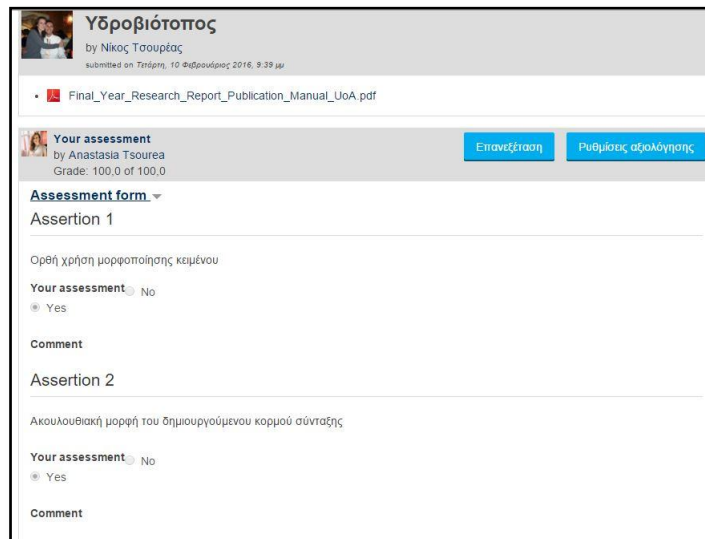 Υδροβιότοπος
by Νίκος Τσουρέας
submitted on Τετάρτη, 10 Φεβρουάριος 2016, 9:39 μμ
Final_Year_Research_Report_Publication_Manual_UoA.pdf
Your assessment
by Anastasia Tsourea
Grade: 100,0 of 100,0
Επανεξέταση
Ρυθμίσεις αξιολόγησης
Assessment form
Assertion 1
Ορθή χρήση μορφοποίησης κειμένου
Your assessment No
Yes
Comment
Assertion 2
Ακουλουθιακή μορφή του δημιουργούμενου κορμού σύνταξης
Your assessment No
Yes
Comment